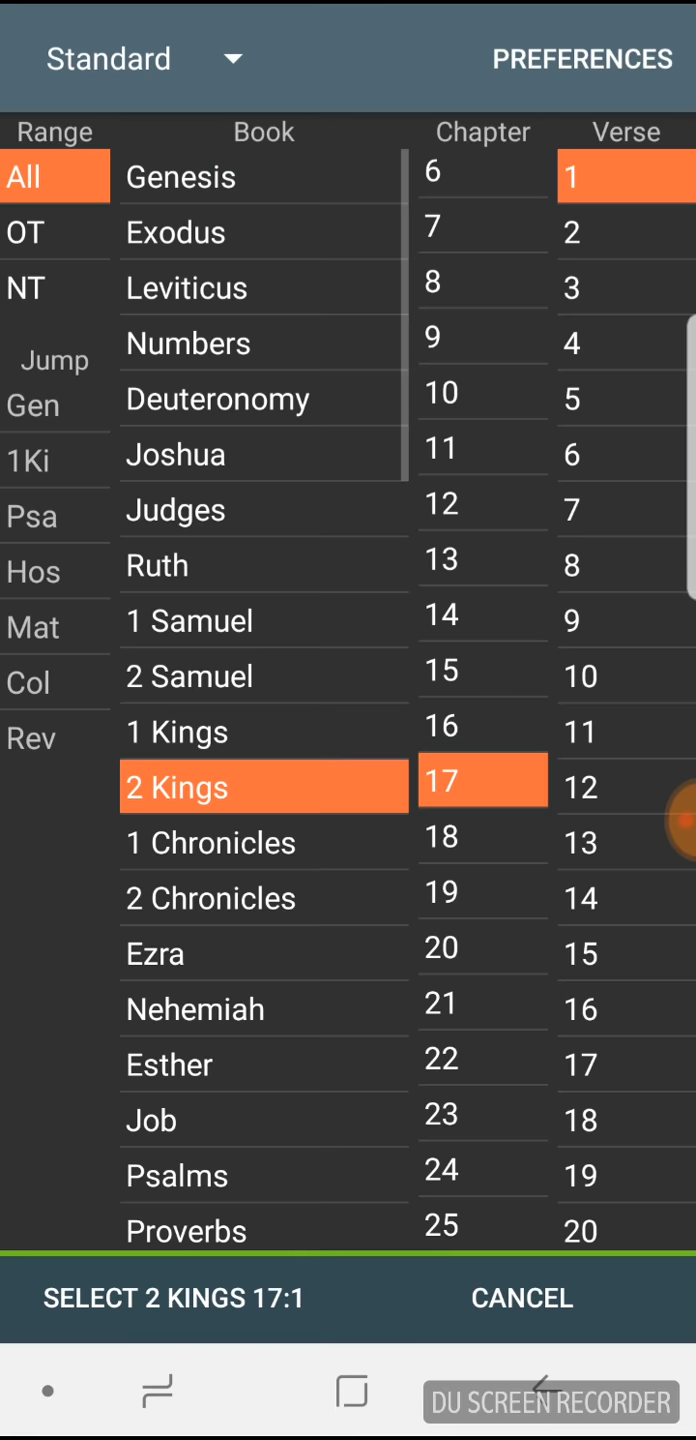 Standard
PREFERENCES
Range
Book
Chapter
Verse
All
OT
NT
Jump
Gen
1Ki
Psa
Hos
Mat
Col
Rev
Genesis
Exodus
Leviticus
Numbers
Deuteronomy
Joshua
Judges
Ruth
1 Samuel
2 Samuel
1 Kings
2 Kings
1 Chronicles
2 Chronicles
Ezra
Nehemiah
Esther
Job
Psalms
Proverbs
6
7
8
9
10
11
12
13
14
15
16
17
18
19
20
21
22
23
24
25
1
2
3
4
5
6
7
8
9
10
11
12
13
14
15
16
17
18
19
20
SELECT 2 KINGS 17:1
CANCEL
DU SCREEN RECORDER